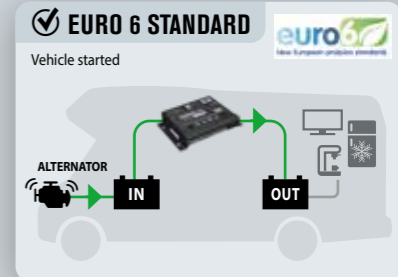 EURO 6 STANDARD
euro6
Vehicle started
ALTERNATOR
IN
OUT